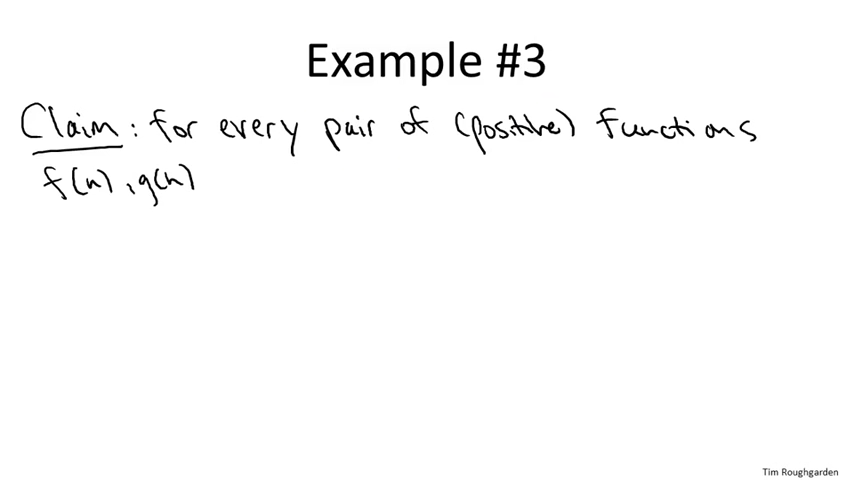 Example #3
Claim: for every pair of (positive) functions
f(n), g(n)
Tim Roughgarden